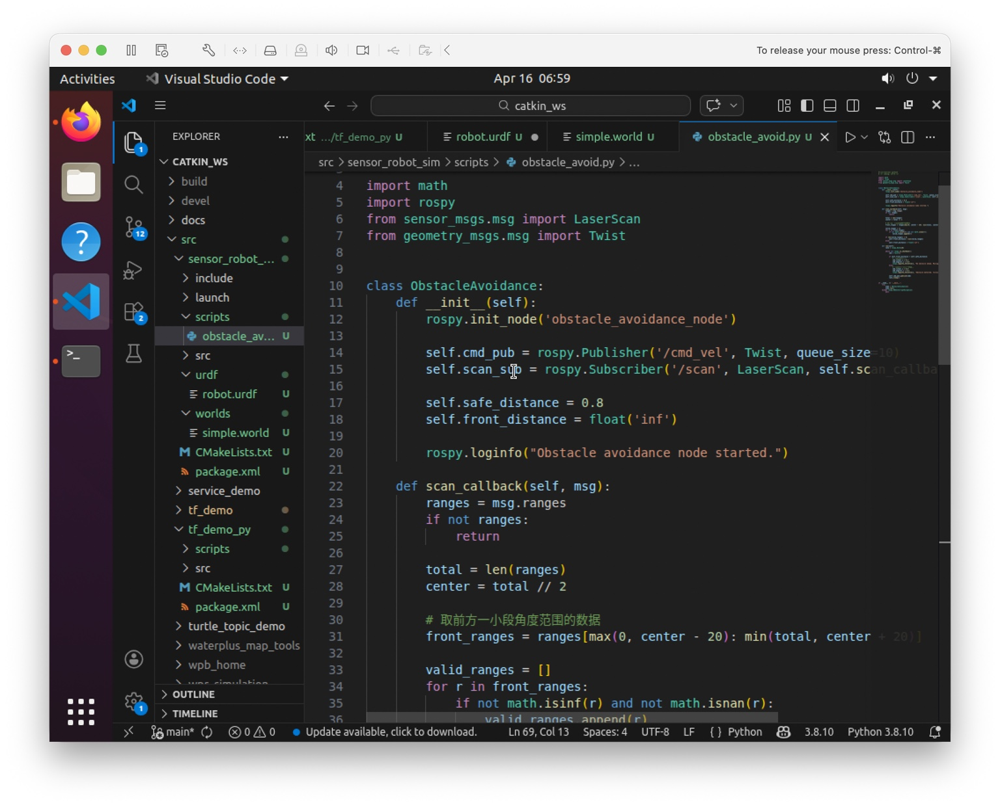 To release your mouse press: Control-⌘
Activities
Visual Studio Code
Apr 16 06:59
catkin_ws
EXPLORER
xt .../tf_demo_py U
robot.urdf U
simple.world U
obstacle_avoid.py U
src > sensor_robot_sim > scripts > obstacle_avoid.py > ...
CATKIN_WS
build
devel
docs
src
sensor_robot_...
include
launch
scripts
obstacle_av... U
src
urdf
robot.urdf U
worlds
simple.world U
CMakeLists.txt U
package.xml U
service_demo
tf_demo
tf_demo_py
scripts
src
CMakeLists.txt U
package.xml U
turtle_topic_demo
waterplus_map_tools
wpb_home
OUTLINE
TIMELINE
1
12
2
1
4 import math
5 import rospy
6 from sensor_msgs.msg import LaserScan
7 from geometry_msgs.msg import Twist
8
9
10 class ObstacleAvoidance:
11 def __init__(self):
12 rospy.init_node('obstacle_avoidance_node')
13
14 self.cmd_pub = rospy.Publisher('/cmd_vel', Twist, queue_size=10)
15 self.scan_sub = rospy.Subscriber('/scan', LaserScan, self.scan_callba
16
17 self.safe_distance = 0.8
18 self.front_distance = float('inf')
19
20 rospy.loginfo("Obstacle avoidance node started.")
21
22 def scan_callback(self, msg):
23 ranges = msg.ranges
24 if not ranges:
25 return
26
27 total = len(ranges)
28 center = total // 2
29
30 # 取前方一小段角度范围的数据
31 front_ranges = ranges[max(0, center - 20): min(total, center + 20)]
32
33 valid_ranges = []
34 for r in front_ranges:
35 if not math.isinf(r) and not math.isnan(r):
36 valid_ranges.append(r)
main*
0
0
Update available, click to download.
Ln 69, Col 13
Spaces: 4
UTF-8
LF
{ } Python
3.8.10
Python 3.8.10